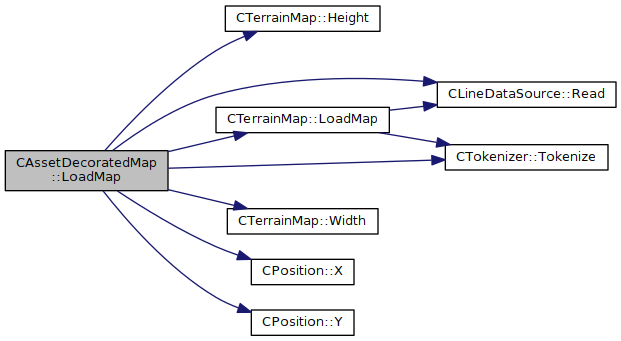 CTerrainMap::Height
CLineDataSource::Read
CTerrainMap::LoadMap
CTokenizer::Tokenize
CAssetDecoratedMap
::LoadMap
CTerrainMap::Width
CPosition::X
CPosition::Y